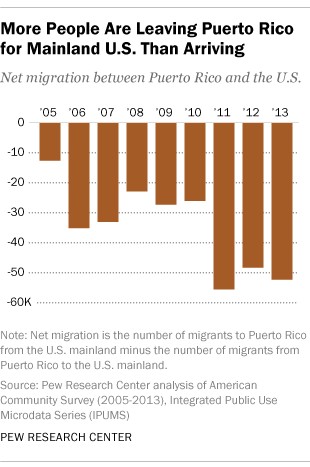 More People Are Leaving Puerto Rico
for Mainland U.S. Than Arriving
Net migration between Puerto Rico and the U.S.
'05 '06 '07 '08 '09 '10 '11 '12 '13
0
-10
-20
-30
-40
-50
-60K
Note: Net migration is the number of migrants to Puerto Rico
from the U.S. mainland minus the number of migrants from
Puerto Rico to the U.S. mainland.
Source: Pew Research Center analysis of American
Community Survey (2005-2013), Integrated Public Use
Microdata Series (IPUMS)
PEW RESEARCH CENTER